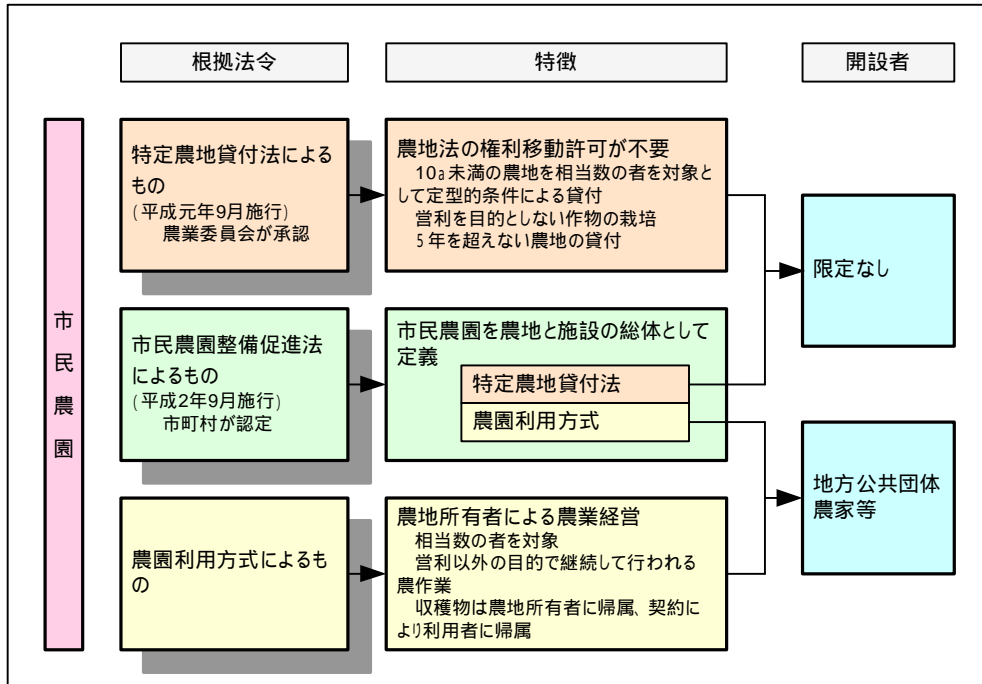 根拠法令
特徴
開設者
市民農園
特定農地貸付法による
もの
(平成元年9月施行)
農業委員会が承認
農地法の権利移動許可が不要
10a未満の農地を相当数の者を対象と
して定型的条件による貸付
営利を目的としない作物の栽培
5年を超えない農地の貸付
限定なし
市民農園整備促進法
によるもの
(平成2年9月施行)
市町村が認定
市民農園を農地と施設の総体として
定義
特定農地貸付法
農園利用方式
地方公共団体
農家等
農園利用方式によるも
の
農地所有者による農業経営
相当数の者を対象
営利以外の目的で継続して行われる
農作業
収穫物は農地所有者に帰属、契約に
より利用者に帰属